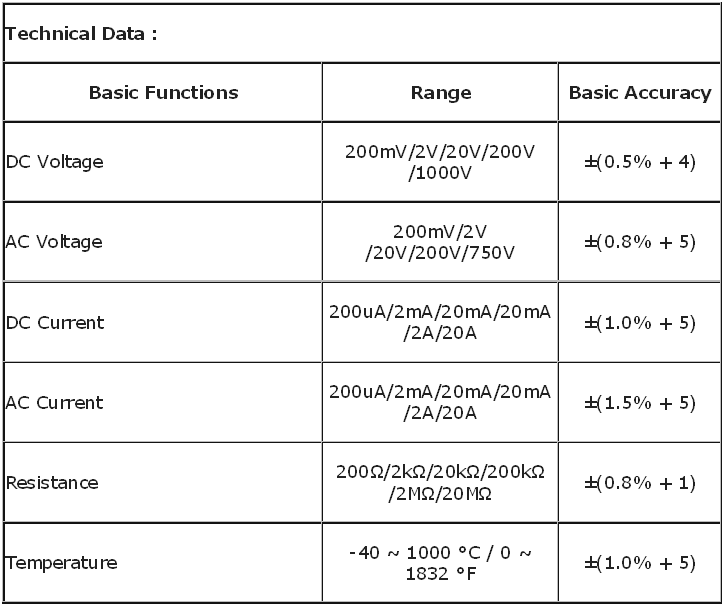 Technical Data :
Basic Functions Range Basic Accuracy
DC Voltage 200mV/2V/20V/200V ±(0.5% + 4)
/1000V
AC Voltage 200mV/2V ±(0.8% + 5)
/20V/200V/750V
DC Current 200uA/2mA/20mA/20mA ±(1.0% + 5)
/2A/20A
AC Current 200uA/2mA/20mA/20mA ±(1.5% + 5)
/2A/20A
Resistance 200Ω/2kΩ/20kΩ/200kΩ ±(0.8% + 1)
/2MΩ/20MΩ
Temperature -40 ~ 1000 °C / 0 ~ ±(1.0% + 5)
1832 °F